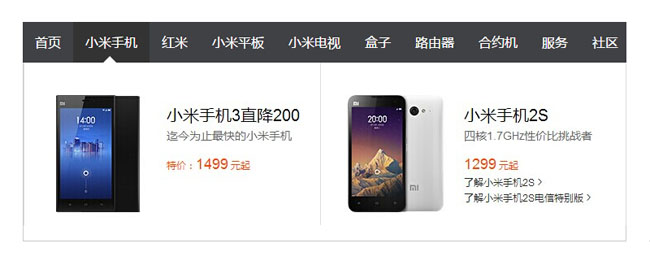 首页 小米手机 红米 小米平板 小米电视 盒子 路由器 合约机 服务 社区
小米手机3直降200
迄今为止最快的小米手机
特价：1499 元起
14:00
小米手机2S
四核1.7GHz性价比挑战者
1299 元起
了解小米手机2S >
了解小米手机2S电信特别版 >
20:00
MI